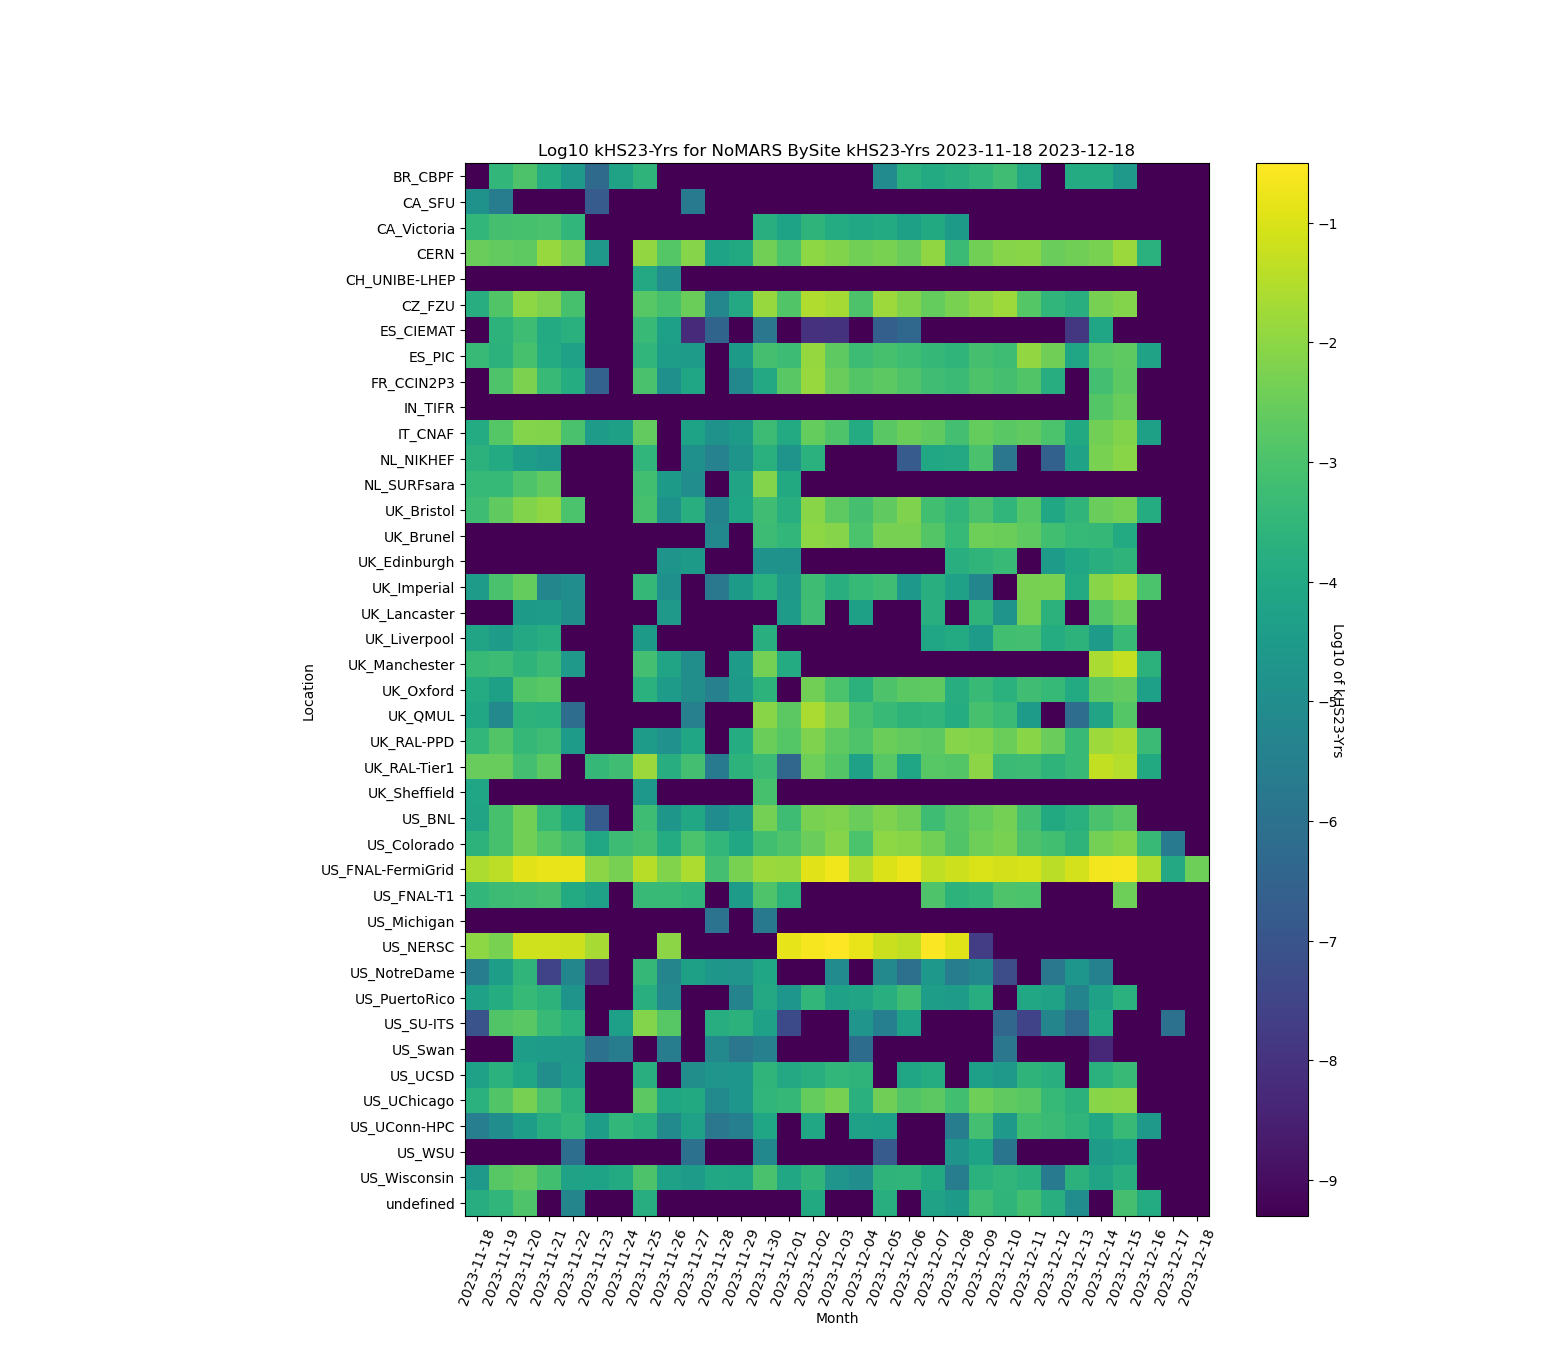 Log10 kHS23-Yrs for NoMARS BySite kHS23-Yrs 2023-11-18 2023-12-18
BR_CBPF
CA_SFU
CA_Victoria
CERN
CH_UNIBE-LHEP
CZ_FZU
ES_CIEMAT
ES_PIC
FR_CCIN2P3
IN_TIFR
IT_CNAF
NL_NIKHEF
NL_SURFsara
UK_Bristol
UK_Brunel
UK_Edinburgh
UK_Imperial
UK_Lancaster
UK_Liverpool
UK_Manchester
UK_Oxford
UK_QMUL
UK_RAL-PPD
UK_RAL-Tier1
UK_Sheffield
US_BNL
US_Colorado
US_FNAL-FermiGrid
US_FNAL-T1
US_Michigan
US_NERSC
US_NotreDame
US_PuertoRico
US_SU-ITS
US_Swan
US_UCSD
US_UChicago
US_UConn-HPC
US_WSU
US_Wisconsin
undefined
Location
2023-11-18
2023-11-19
2023-11-20
2023-11-21
2023-11-22
2023-11-23
2023-11-24
2023-11-25
2023-11-26
2023-11-27
2023-11-28
2023-11-29
2023-11-30
2023-12-01
2023-12-02
2023-12-03
2023-12-04
2023-12-05
2023-12-06
2023-12-07
2023-12-08
2023-12-09
2023-12-10
2023-12-11
2023-12-12
2023-12-13
2023-12-14
2023-12-15
2023-12-16
2023-12-17
2023-12-18
Month
−1
−2
−3
−4
−5
−6
−7
−8
−9
Log10 of kHS23-Yrs